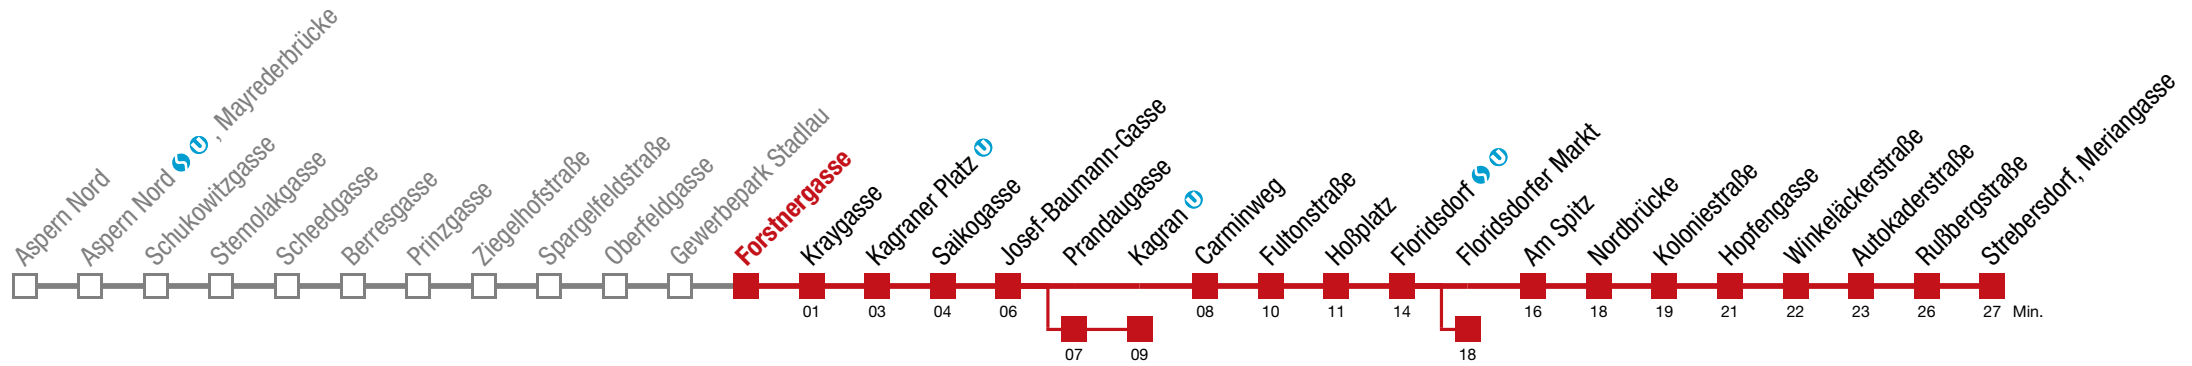 Aspern Nord
Aspern Nord S U , Mayrederbrücke
Schukowitzgasse
Stemolakgasse
Scheedgasse
Berresgasse
Prinzgasse
Ziegelhofstraße
Spargelfeldstraße
Oberfeldgasse
Gewerbepark Stadlau
Forstnergasse
Kraygasse
Kagraner Platz U
Saikogasse
Josef-Baumann-Gasse
Prandaugasse
Kagran U
Carminweg
Fultonstraße
Hoßplatz
Floridsdorf S U
Floridsdorfer Markt
Am Spitz
Nordbrücke
Koloniestraße
Hopfengasse
Winkeläckerstraße
Autokaderstraße
Rußbergstraße
Strebersdorf, Meriangasse
01 03 04 06 08 10 11 14 16 18 19 21 22 23 26 27 Min.
07 09 18